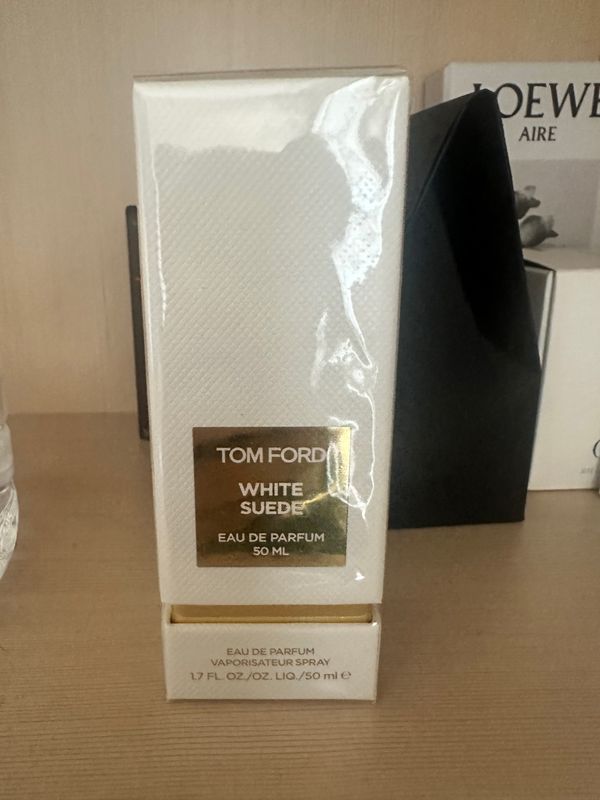 LOEWE
AIRE
TOM FORD
WHITE
SUEDE
EAU DE PARFUM
50 ML
EAU DE PARFUM
VAPORISATEUR SPRAY
1.7 FL. OZ./OZ. LIQ./50 ml ℮